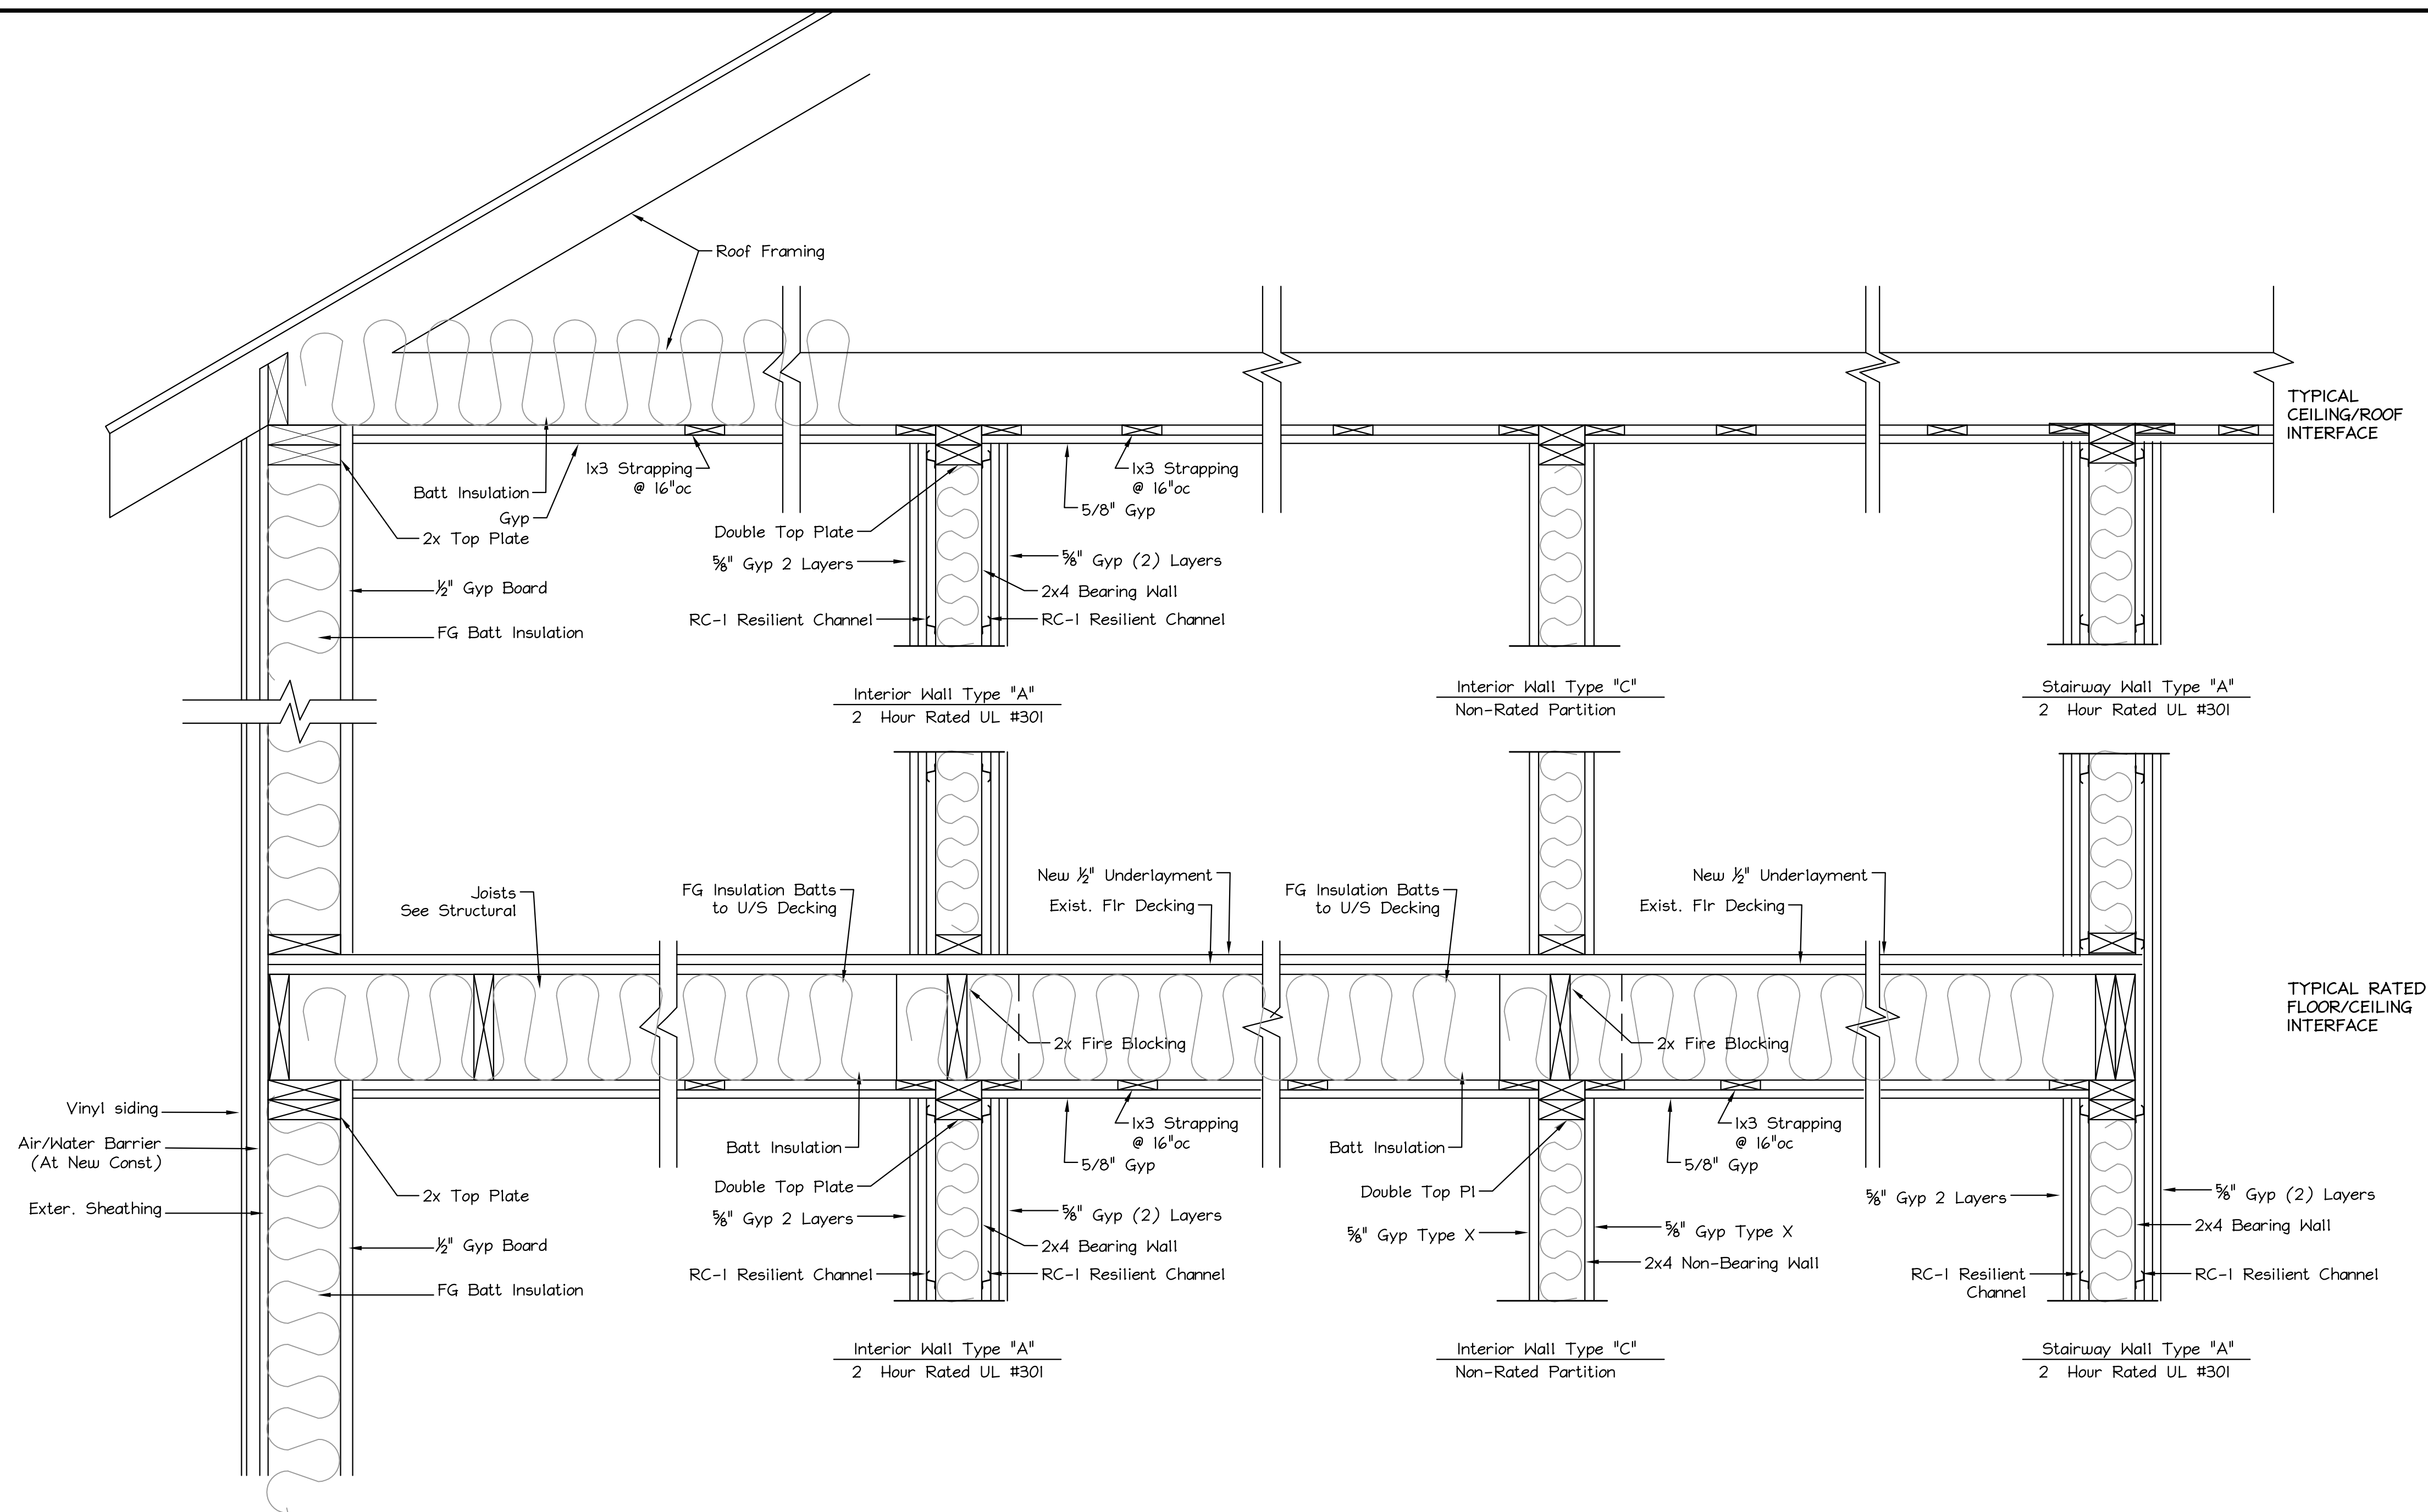 Roof Framing
TYPICAL
CEILING/ROOF
INTERFACE
1x3 Strapping
@ 16"oc
Batt Insulation
Gyp
2x Top Plate
1x3 Strapping
@ 16"oc
5/8" Gyp
Double Top Plate
⅝" Gyp 2 Layers
⅝" Gyp (2) Layers
½" Gyp Board
2x4 Bearing Wall
RC-1 Resilient Channel
RC-1 Resilient Channel
FG Batt Insulation
Interior Wall Type "A"
2 Hour Rated UL #301
Interior Wall Type "C"
Non-Rated Partition
Stairway Wall Type "A"
2 Hour Rated UL #301
Joists
See Structural
FG Insulation Batts
to U/S Decking
New ½" Underlayment
Exist. Flr Decking
FG Insulation Batts
to U/S Decking
New ½" Underlayment
Exist. Flr Decking
TYPICAL RATED
FLOOR/CEILING
INTERFACE
2x Fire Blocking
2x Fire Blocking
Vinyl siding
Air/Water Barrier
(At New Const)
Exter. Sheathing
2x Top Plate
½" Gyp Board
FG Batt Insulation
Batt Insulation
Double Top Plate
⅝" Gyp 2 Layers
RC-1 Resilient Channel
1x3 Strapping
@ 16"oc
5/8" Gyp
⅝" Gyp (2) Layers
2x4 Bearing Wall
RC-1 Resilient Channel
Batt Insulation
Double Top Pl
⅝" Gyp Type X
1x3 Strapping
@ 16"oc
5/8" Gyp
⅝" Gyp Type X
2x4 Non-Bearing Wall
⅝" Gyp 2 Layers
RC-1 Resilient
Channel
⅝" Gyp (2) Layers
2x4 Bearing Wall
RC-1 Resilient Channel
Interior Wall Type "A"
2 Hour Rated UL #301
Interior Wall Type "C"
Non-Rated Partition
Stairway Wall Type "A"
2 Hour Rated UL #301